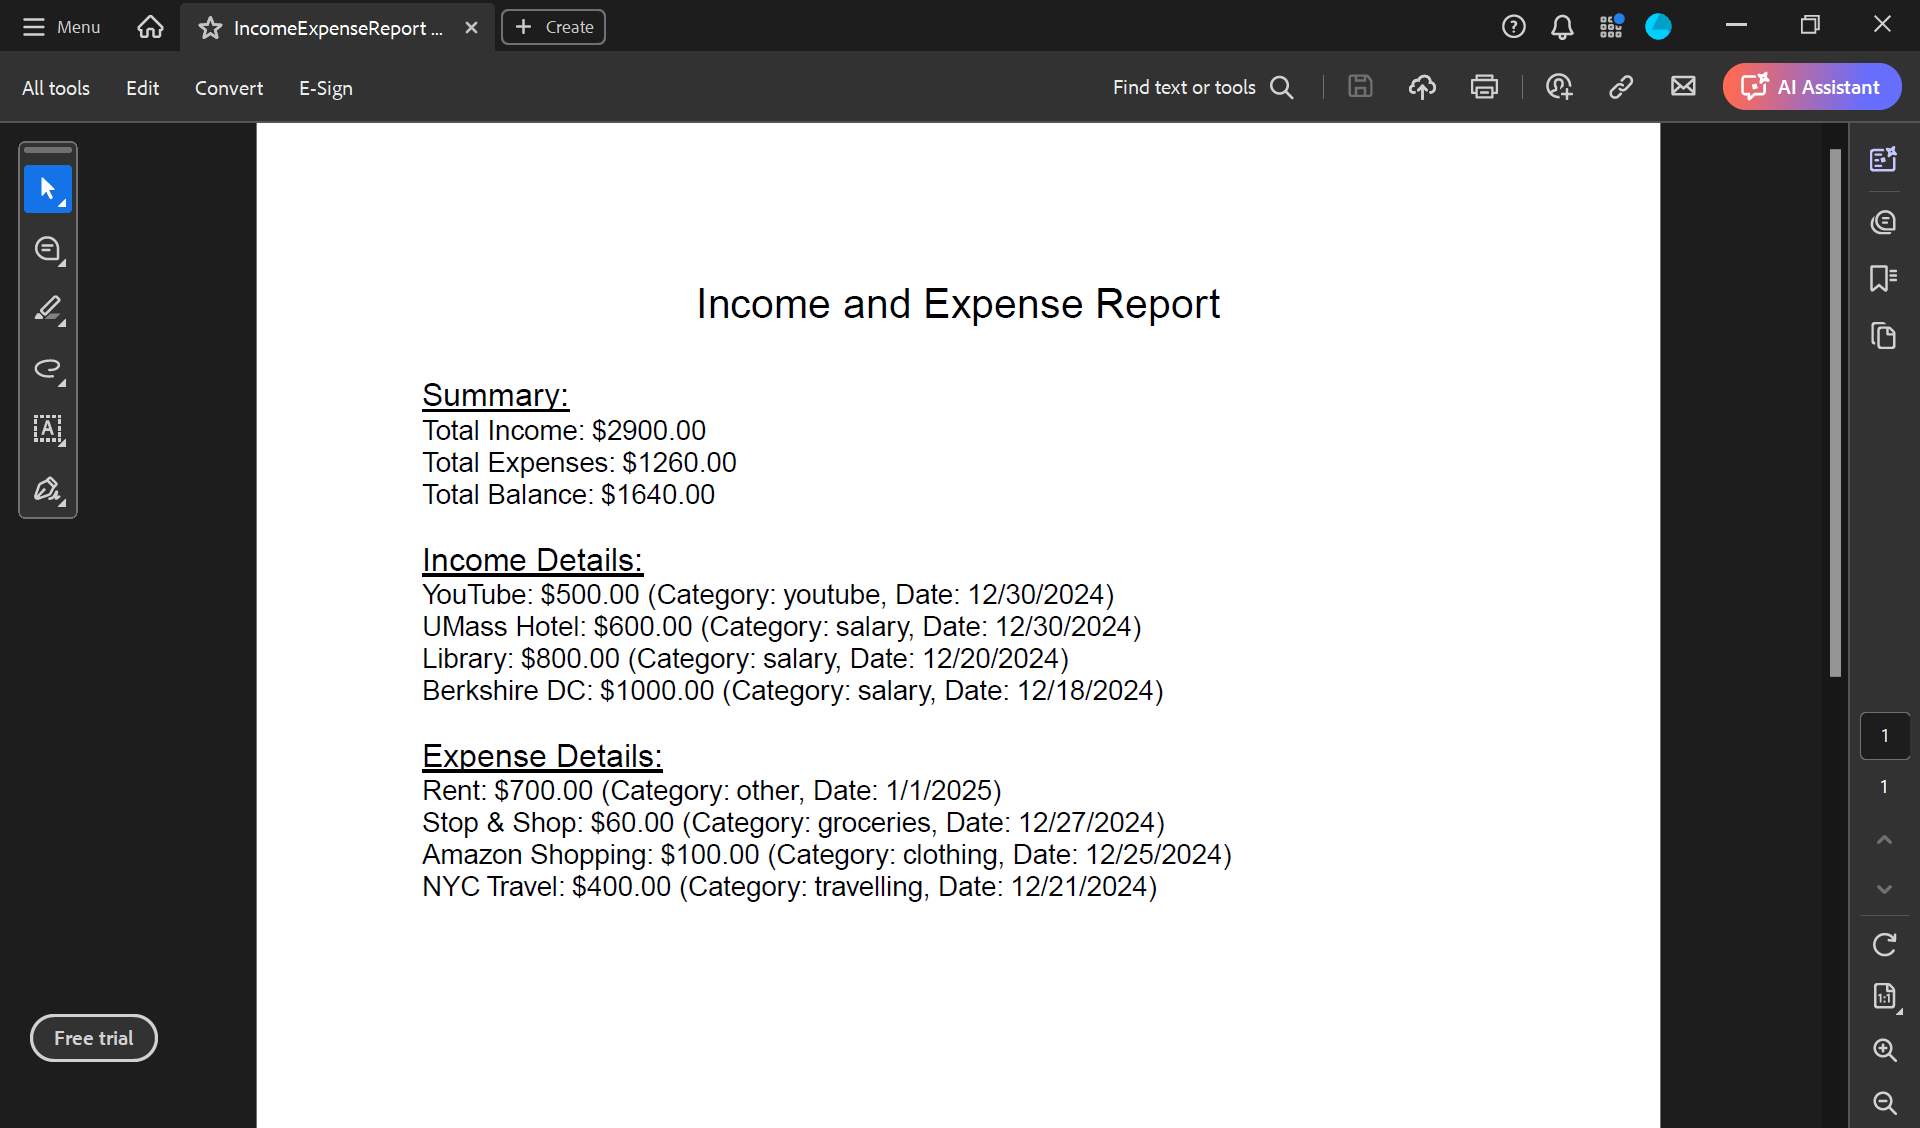 Menu
IncomeExpenseReport ...
Create
All tools
Edit
Convert
E-Sign
Find text or tools
AI Assistant
Income and Expense Report
Summary:
Total Income: $2900.00
Total Expenses: $1260.00
Total Balance: $1640.00
Income Details:
YouTube: $500.00 (Category: youtube, Date: 12/30/2024)
UMass Hotel: $600.00 (Category: salary, Date: 12/30/2024)
Library: $800.00 (Category: salary, Date: 12/20/2024)
Berkshire DC: $1000.00 (Category: salary, Date: 12/18/2024)
Expense Details:
Rent: $700.00 (Category: other, Date: 1/1/2025)
Stop & Shop: $60.00 (Category: groceries, Date: 12/27/2024)
Amazon Shopping: $100.00 (Category: clothing, Date: 12/25/2024)
NYC Travel: $400.00 (Category: travelling, Date: 12/21/2024)
Free trial
1
1
1:1